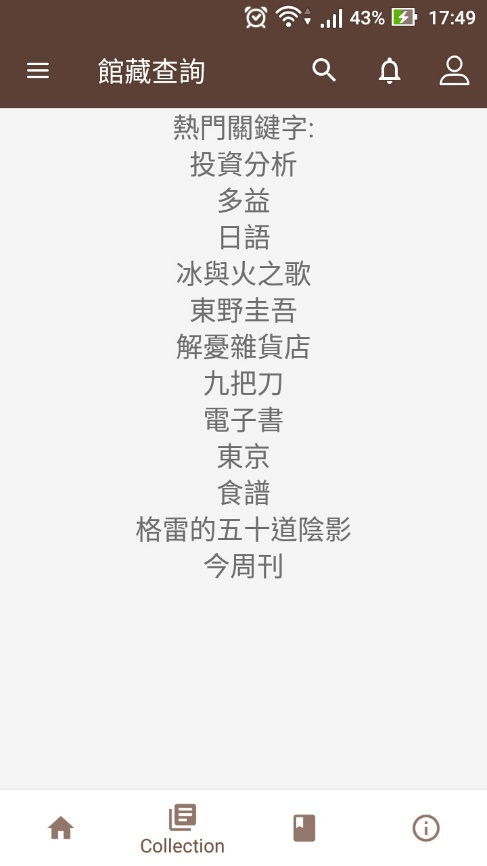 43% 17:49
館藏查詢
熱門關鍵字:
投資分析
多益
日語
冰與火之歌
東野圭吾
解憂雜貨店
九把刀
電子書
東京
食譜
格雷的五十道陰影
今周刊
Collection